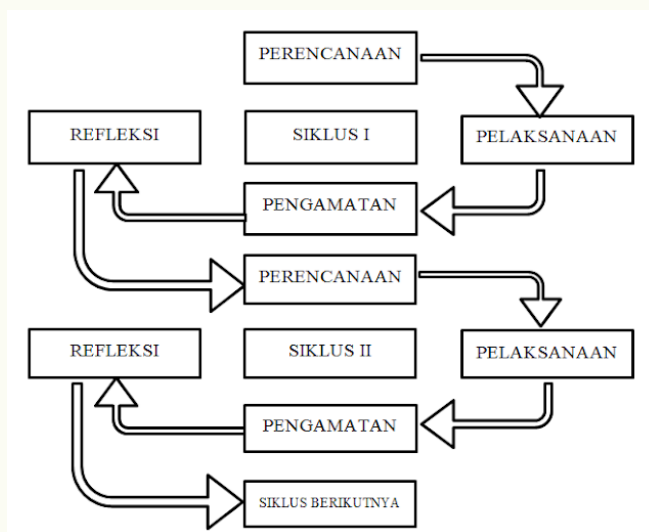 PERENCANAAN
REFLEKSI
SIKLUS I
PELAKSANAAN
PENGAMATAN
PERENCANAAN
REFLEKSI
SIKLUS II
PELAKSANAAN
PENGAMATAN
SIKLUS BERIKUTNYA